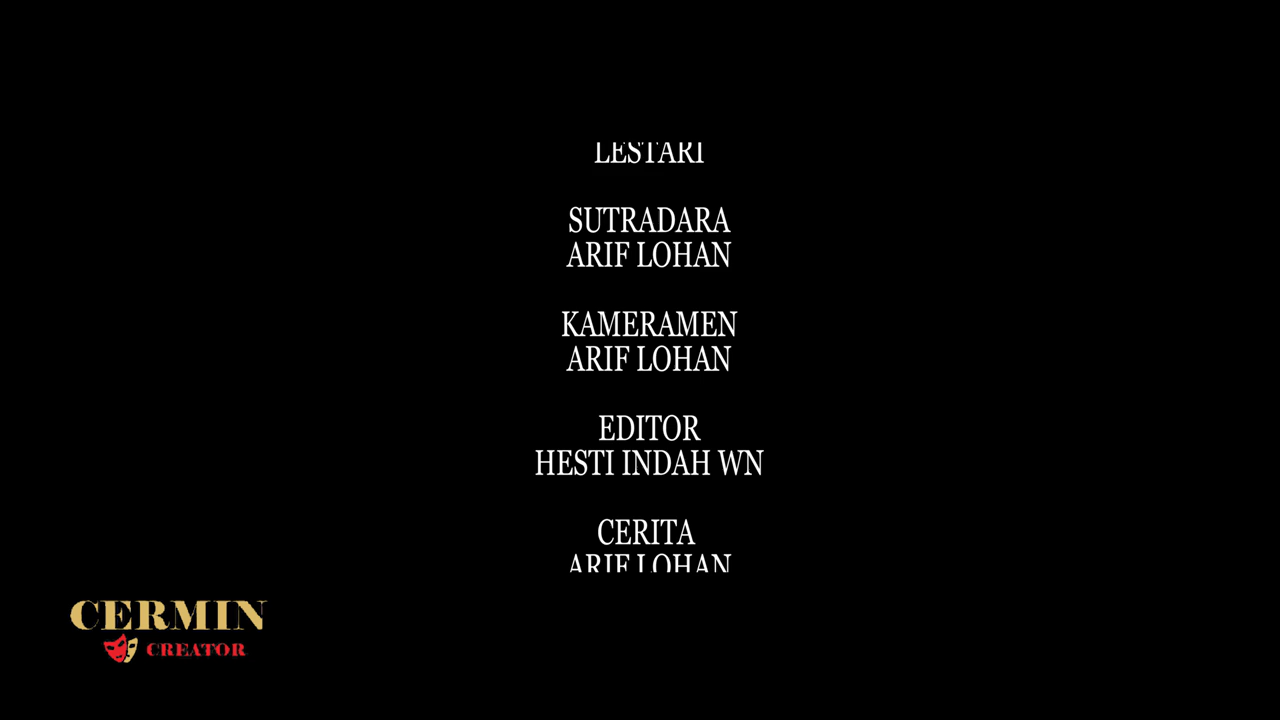 LESTARI
SUTRADARA
ARIF LOHAN
KAMERAMEN
ARIF LOHAN
EDITOR
HESTI INDAH WN
CERITA
ARIF LOHAN
CERMIN
CREATOR